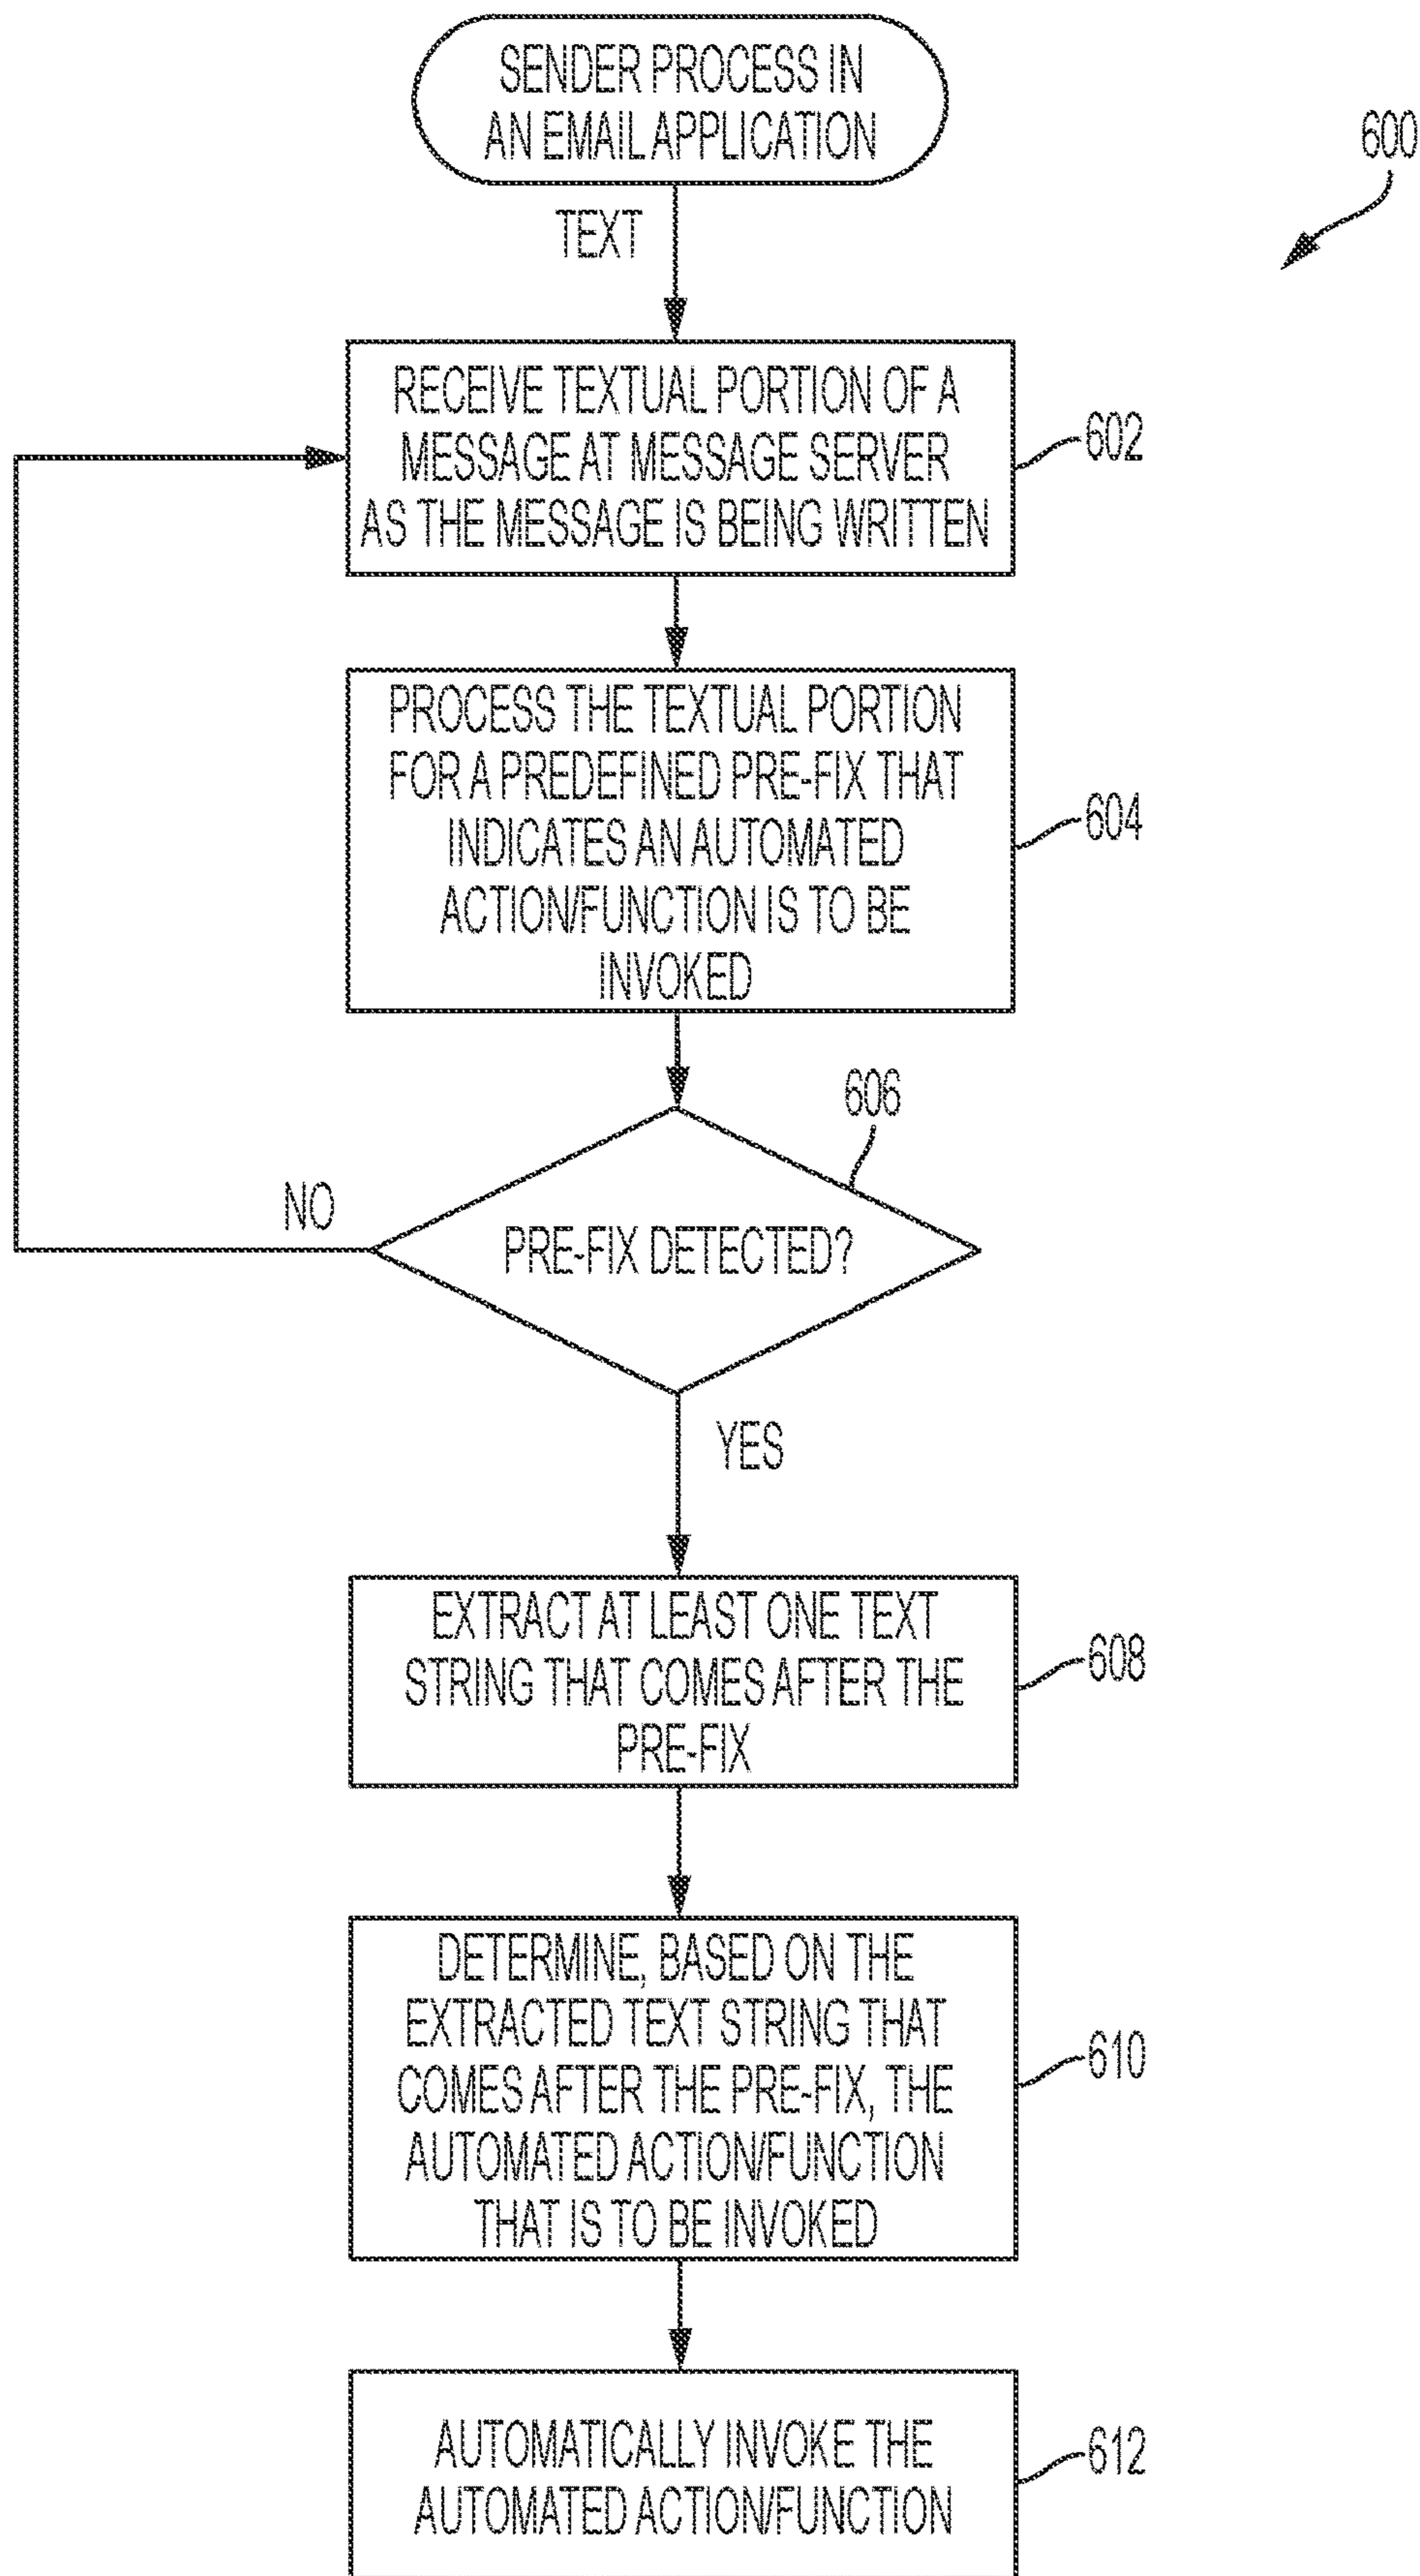 SENDER PROCESS IN
AN EMAIL APPLICATION
600
TEXT
RECEIVE TEXTUAL PORTION OF A
MESSAGE AT MESSAGE SERVER
AS THE MESSAGE IS BEING WRITTEN
602
PROCESS THE TEXTUAL PORTION
FOR A PREDEFINED PRE-FIX THAT
INDICATES AN AUTOMATED
ACTION/FUNCTION IS TO BE
INVOKED
604
606
NO
PRE-FIX DETECTED?
YES
EXTRACT AT LEAST ONE TEXT
STRING THAT COMES AFTER THE
PRE-FIX
608
DETERMINE, BASED ON THE
EXTRACTED TEXT STRING THAT
COMES AFTER THE PRE-FIX, THE
AUTOMATED ACTION/FUNCTION
THAT IS TO BE INVOKED
610
AUTOMATICALLY INVOKE THE
AUTOMATED ACTION/FUNCTION
612